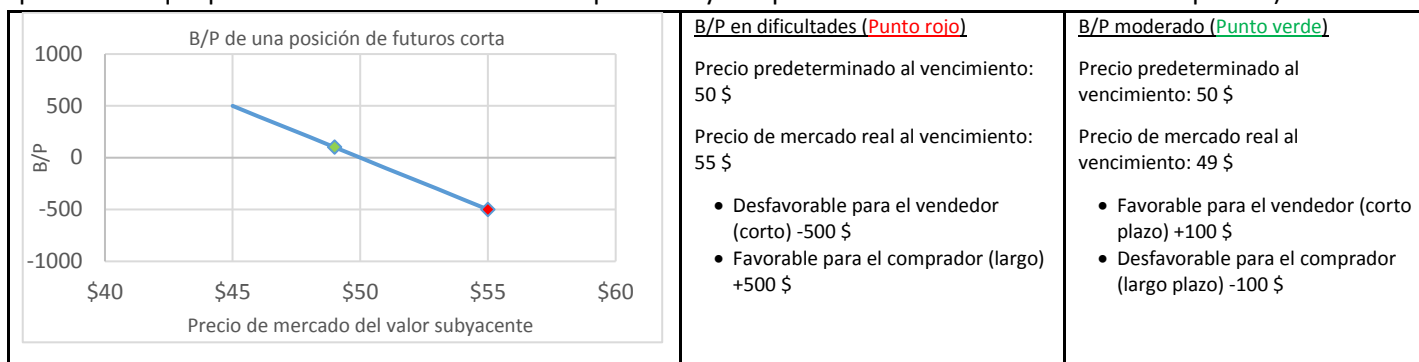 B/P de una posición de futuros corta
1000
500
0
-500
-1000
B/P
$40 $45 $50 $55 $60
Precio de mercado del valor subyacente
B/P en dificultades (Punto rojo)
Precio predeterminado al vencimiento:
50 $
Precio de mercado real al vencimiento:
55 $
• Desfavorable para el vendedor
(corto) -500 $
• Favorable para el comprador (largo)
+500 $
B/P moderado (Punto verde)
Precio predeterminado al
vencimiento: 50 $
Precio de mercado real al
vencimiento: 49 $
• Favorable para el vendedor (corto
plazo) +100 $
• Desfavorable para el comprador
(largo plazo) -100 $